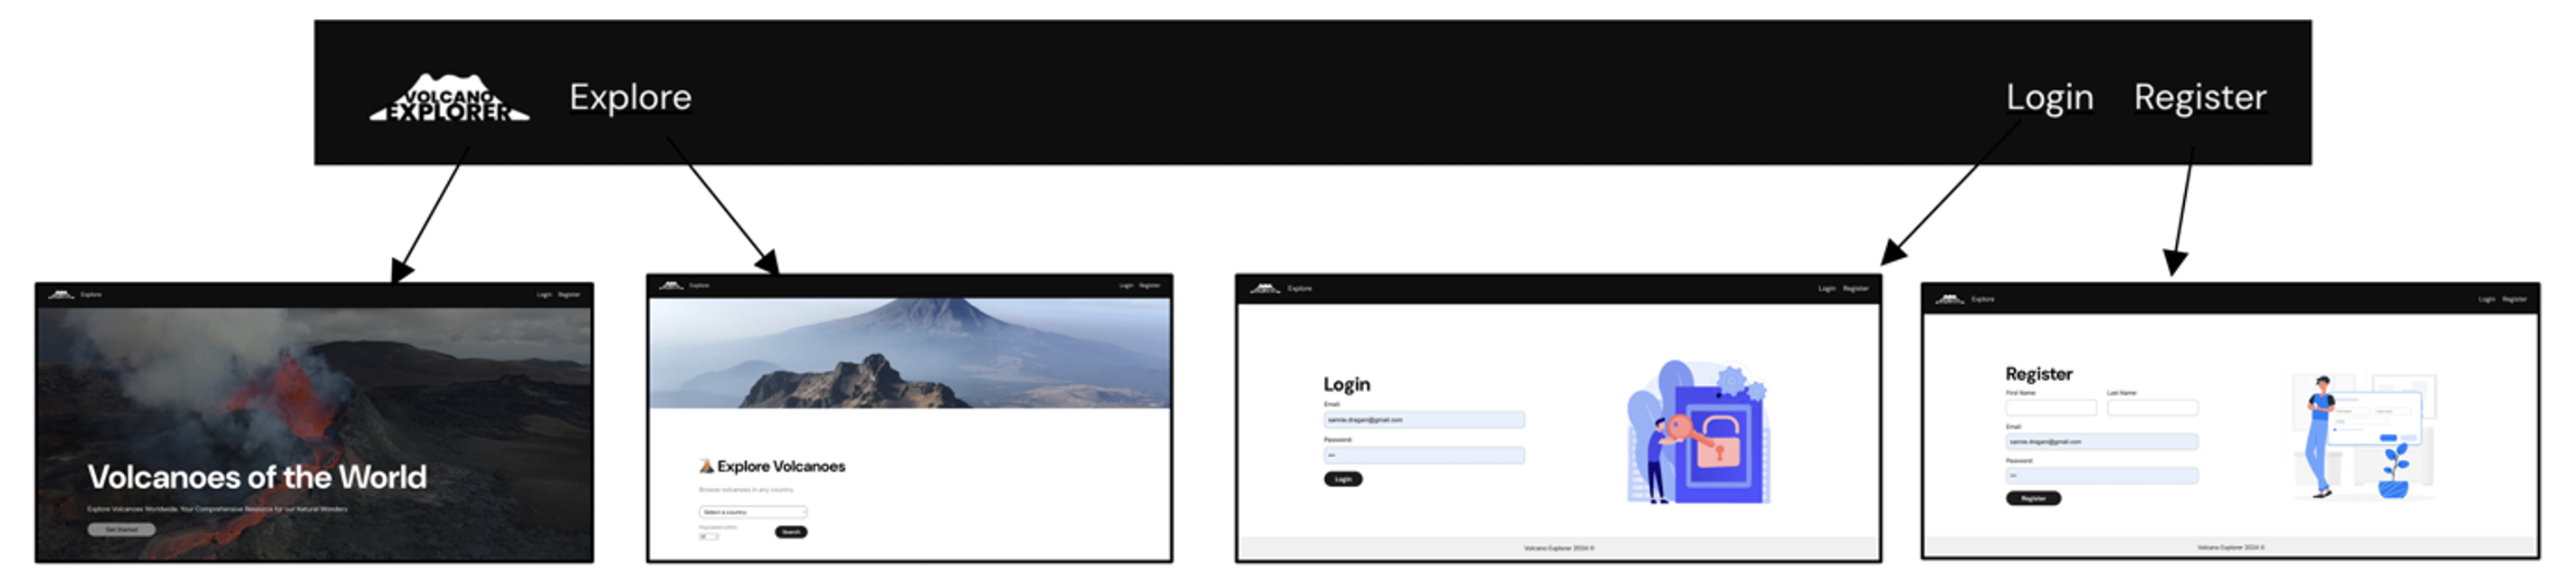 VOLCANO
EXPLORER
Explore
Login Register
Explore Login Register
Volcanoes of the World
Explore Volcanoes Worldwide. Your Comprehensive Resource for our Natural Wonders
Get Started
Explore Login Register
Explore Volcanoes
Browse volcanoes in any country
Select a country
Populated within
Search
Explore Login Register
Login
Email:
Password:
Login
Volcano Explorer 2024 ©
Explore Login Register
Register
First Name: Last Name:
Email:
Password:
Register
Volcano Explorer 2024 ©